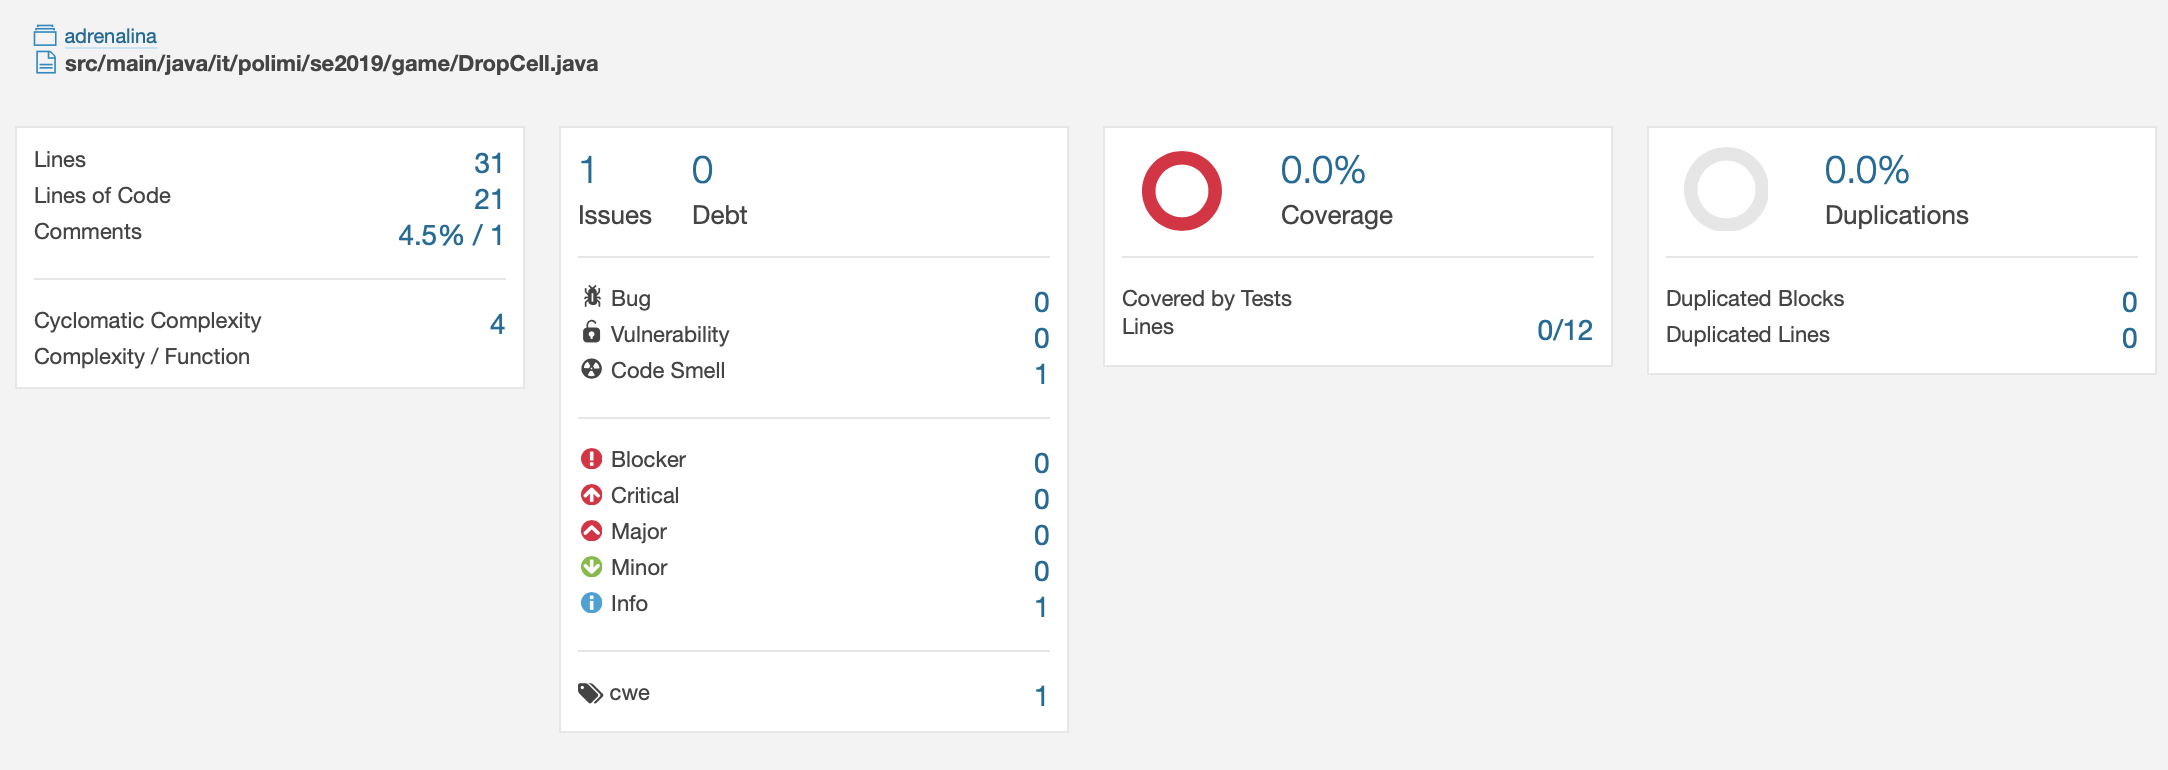 adrenalina
src/main/java/it/polimi/se2019/game/DropCell.java
Lines 31
Lines of Code 21
Comments 4.5% / 1
Cyclomatic Complexity 4
Complexity / Function
1 0
Issues Debt
Bug 0
Vulnerability 0
Code Smell 1
Blocker 0
Critical 0
Major 0
Minor 0
Info 1
cwe 1
0.0%
Coverage
Covered by Tests
Lines 0/12
0.0%
Duplications
Duplicated Blocks 0
Duplicated Lines 0